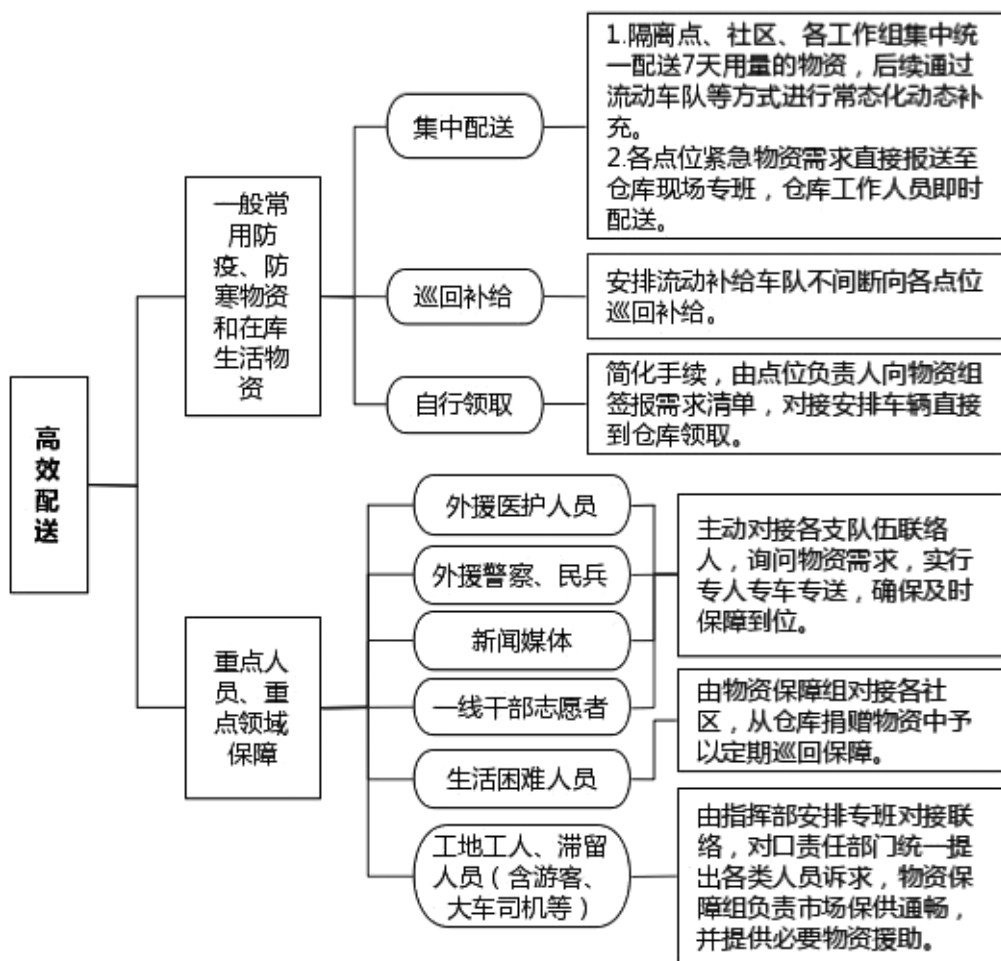 高
效
配
送
一般常
用防
疫、防
寒物资
和在库
生活物
资
集中配送
1.隔离点、社区、各工作组集中统
一配送7天用量的物资，后续通过
流动车队等方式进行常态化动态补
充。
2.各点位紧急物资需求直接报送至
仓库现场专班，仓库工作人员即时
配送。
巡回补给
安排流动补给车队不间断向各点位
巡回补给。
自行领取
简化手续，由点位负责人向物资组
签报需求清单，对接安排车辆直接
到仓库领取。
重点人
员、重
点领域
保障
外援医护人员
外援警察、民兵
新闻媒体
一线干部志愿者
主动对接各支队伍联络
人，询问物资需求，实行
专人专车专送，确保及时
保障到位。
生活困难人员
由物资保障组对接各社
区，从仓库捐赠物资中予
以定期巡回保障。
工地工人、滞留
人员（含游客、
大车司机等）
由指挥部安排专班对接联
络，对口责任部门统一提
出各类人员诉求，物资保
障组负责市场保供通畅，
并提供必要物资援助。